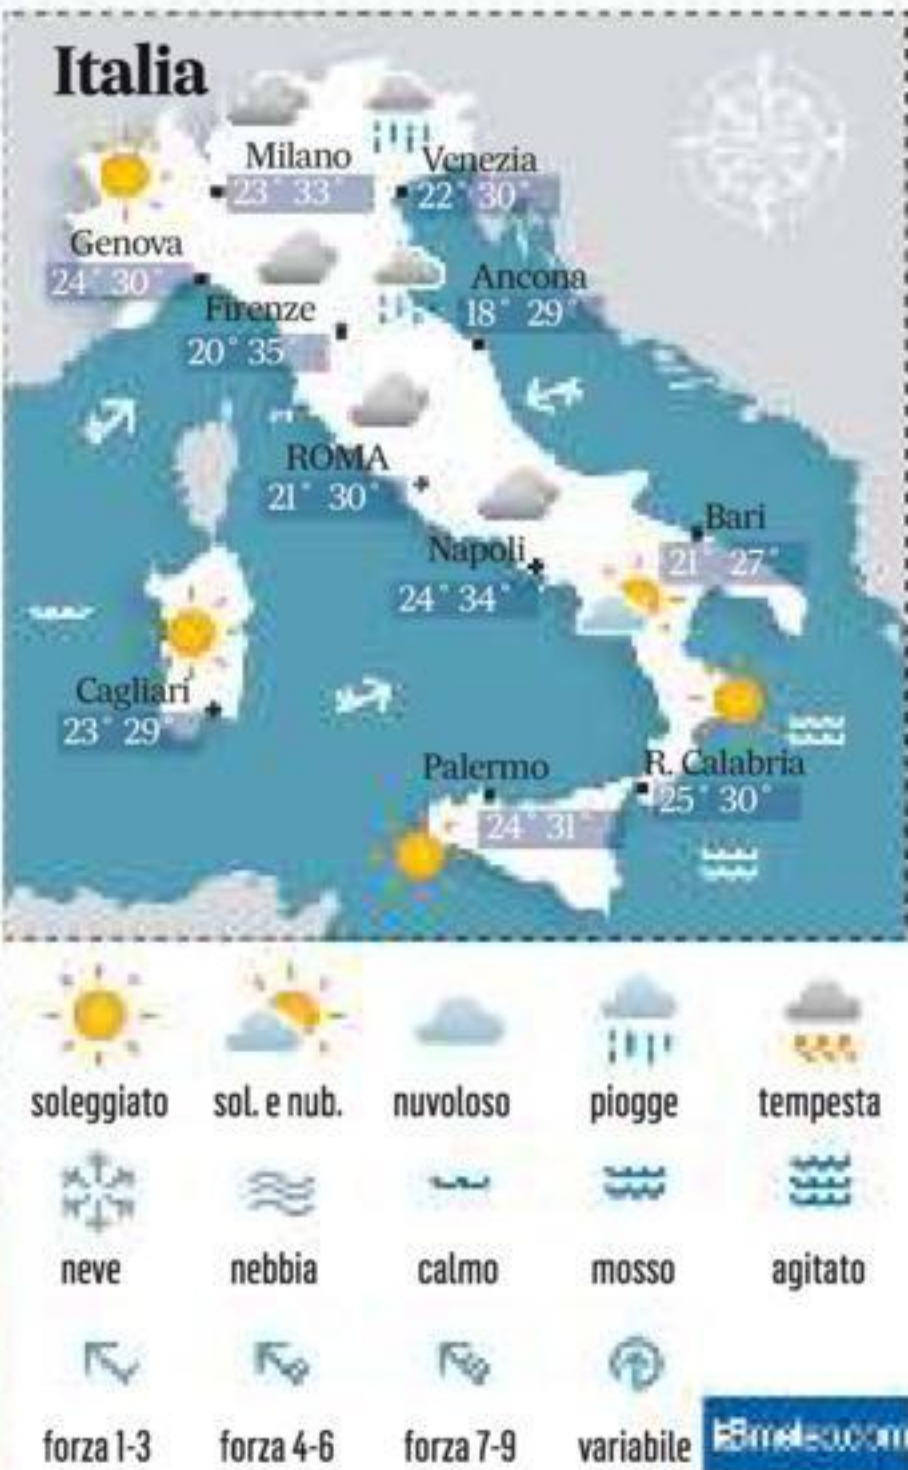 Italia
Milano
23° 33°
Venezia
22° 30°
Genova
24° 30°
Ancona
18° 29°
Firenze
20° 35
ROMA
21° 30°
Bari
21° 27°
Napoli
24° 34°
Cagliari
23° 29°
Palermo
24° 31°
R. Calabria
25° 30°
soleggiato sol. e nub. nuvoloso piogge tempesta
neve nebbia calmo mosso agitato
forza 1-3 forza 4-6 forza 7-9 variabile